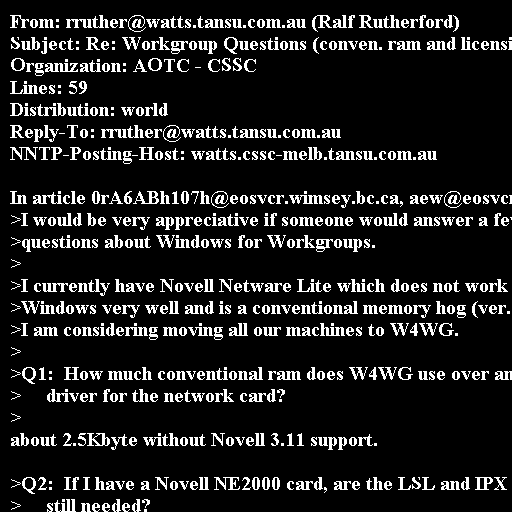 From: rruther@watts.tansu.com.au (Ralf Rutherford)
Subject: Re: Workgroup Questions (conven. ram and licensi
Organization: AOTC - CSSC
Lines: 59
Distribution: world
Reply-To: rruther@watts.tansu.com.au
NNTP-Posting-Host: watts.cssc-melb.tansu.com.au

In article 0rA6ABh107h@eosvcr.wimsey.bc.ca, aew@eosvcr
>I would be very appreciative if someone would answer a few
>questions about Windows for Workgroups.
>
>I currently have Novell Netware Lite which does not work
>Windows very well and is a conventional memory hog (ver.
>I am considering moving all our machines to W4WG.
>
>Q1:  How much conventional ram does W4WG use over an
>     driver for the network card?
>
about 2.5Kbyte without Novell 3.11 support.

>Q2:  If I have a Novell NE2000 card, are the LSL and IPX
>     still needed?